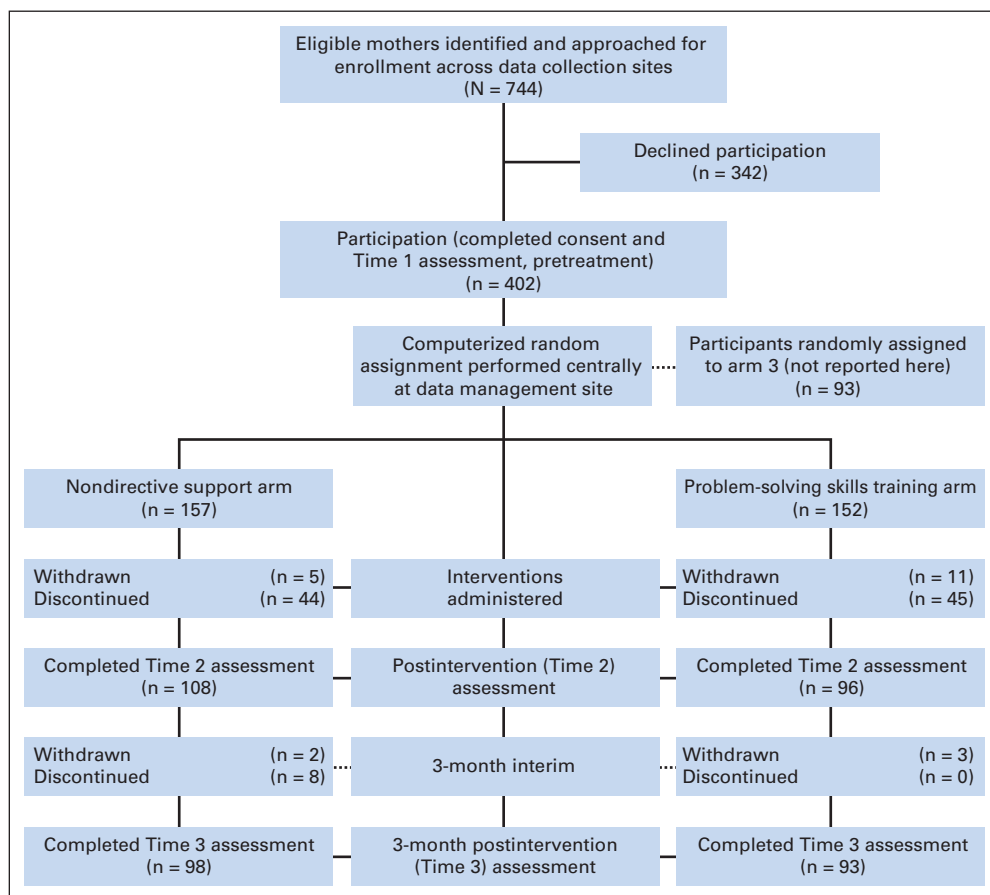 Eligible mothers identified and approached for
enrollment across data collection sites
(N = 744)
Declined participation
(n = 342)
Participation (completed consent and
Time 1 assessment, pretreatment)
(n = 402)
Computerized random
assignment performed centrally
at data management site
Participants randomly assigned
to arm 3 (not reported here)
(n = 93)
Nondirective support arm
(n = 157)
Problem-solving skills training arm
(n = 152)
Withdrawn (n = 5)
Discontinued (n = 44)
Interventions
administered
Withdrawn (n = 11)
Discontinued (n = 45)
Completed Time 2 assessment
(n = 108)
Postintervention (Time 2)
assessment
Completed Time 2 assessment
(n = 96)
Withdrawn (n = 2)
Discontinued (n = 8)
3-month interim
Withdrawn (n = 3)
Discontinued (n = 0)
Completed Time 3 assessment
(n = 98)
3-month postintervention
(Time 3) assessment
Completed Time 3 assessment
(n = 93)